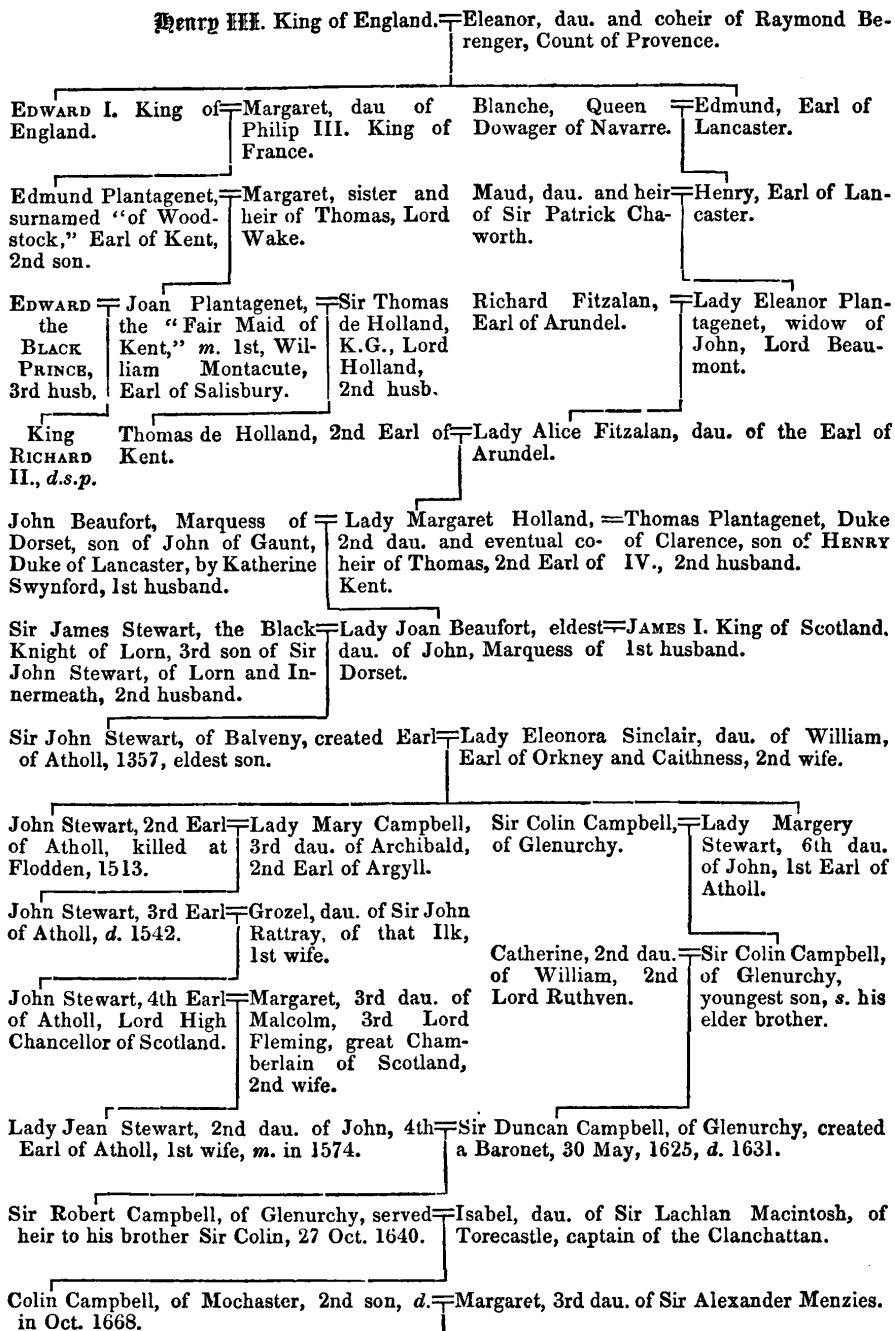 Henry III. King of England. Eleanor, dau. and coheir of Raymond Be-
renger, Count of Provence.
EDWARD I. King of
England.
Margaret, dau of
Philip III. King of
France.
Blanche, Queen
Dowager of Navarre.
Edmund, Earl of
Lancaster.
Edmund Plantagenet,
surnamed "of Wood-
stock," Earl of Kent,
2nd son.
Margaret, sister and
heir of Thomas, Lord
Wake.
Maud, dau. and heir
of Sir Patrick Cha-
worth.
Henry, Earl of Lan-
caster.
EDWARD
the
BLACK
PRINCE,
3rd husb.
Joan Plantagenet,
the "Fair Maid of
Kent," m. 1st, Wil-
liam Montacute,
Earl of Salisbury.
Sir Thomas
de Holland,
K.G., Lord
Holland,
2nd husb.
Richard Fitzalan,
Earl of Arundel.
Lady Eleanor Plan-
tagenet, widow of
John, Lord Beau-
mont.
King
RICHARD
II., d.s.p.
Thomas de Holland, 2nd Earl of
Kent.
Lady Alice Fitzalan, dau. of the Earl of
Arundel.
John Beaufort, Marquess of
Dorset, son of John of Gaunt,
Duke of Lancaster, by Katherine
Swynford, 1st husband.
Lady Margaret Holland,
2nd dau. and eventual co-
heir of Thomas, 2nd Earl of
Kent.
Thomas Plantagenet, Duke
of Clarence, son of HENRY
IV., 2nd husband.
Sir James Stewart, the Black
Knight of Lorn, 3rd son of Sir
John Stewart, of Lorn and In-
nermeath, 2nd husband.
Lady Joan Beaufort, eldest
dau. of John, Marquess of
Dorset.
JAMES I. King of Scotland.
1st husband.
Sir John Stewart, of Balveny, created Earl
of Atholl, 1357, eldest son.
Lady Eleonora Sinclair, dau. of William,
Earl of Orkney and Caithness, 2nd wife.
John Stewart, 2nd Earl
of Atholl, killed at
Flodden, 1513.
Lady Mary Campbell,
3rd dau. of Archibald,
2nd Earl of Argyll.
Sir Colin Campbell,
of Glenurchy.
Lady Margery
Stewart, 6th dau.
of John, 1st Earl of
Atholl.
John Stewart, 3rd Earl
of Atholl, d. 1542.
Grozel, dau. of Sir John
Rattray, of that Ilk,
1st wife.
Catherine, 2nd dau.
of William, 2nd
Lord Ruthven.
Sir Colin Campbell,
of Glenurchy,
youngest son, s. his
elder brother.
John Stewart, 4th Earl
of Atholl, Lord High
Chancellor of Scotland.
Margaret, 3rd dau. of
Malcolm, 3rd Lord
Fleming, great Cham-
berlain of Scotland,
2nd wife.
Lady Jean Stewart, 2nd dau. of John, 4th
Earl of Atholl, 1st wife, m. in 1574.
Sir Duncan Campbell, of Glenurchy, created
a Baronet, 30 May, 1625, d. 1631.
Sir Robert Campbell, of Glenurchy, served
heir to his brother Sir Colin, 27 Oct. 1640.
Isabel, dau. of Sir Lachlan Macintosh, of
Torecastle, captain of the Clanchattan.
Colin Campbell, of Mochaster, 2nd son, d.
in Oct. 1668.
Margaret, 3rd dau. of Sir Alexander Menzies.